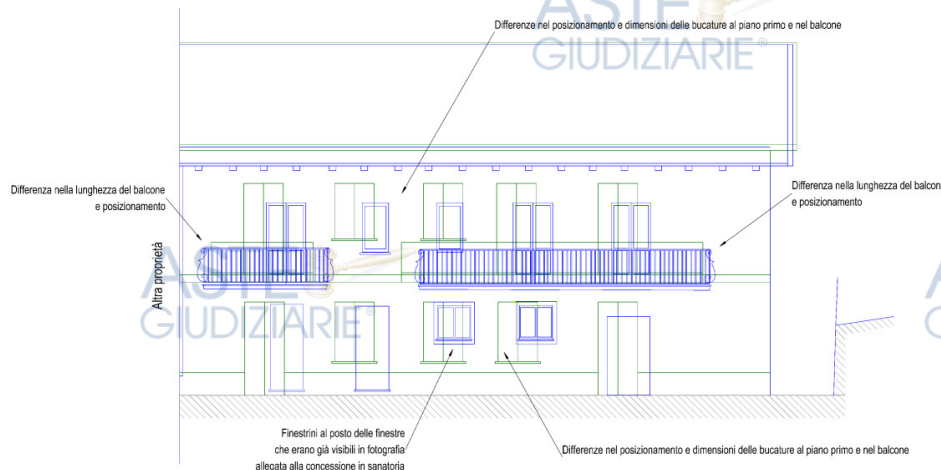 Differenze nel posizionamento e dimensioni delle bucature al piano primo e nel balcone
ASTE
GIUDIZIARIE®
Differenza nella lunghezza del balcone
e posizionamento
Differenza nella lunghezza del balcon
e posizionamento
Altra proprietà
ASTE
GIUDIZIARIE®
Finestrini al posto delle finestre
che erano già visibili in fotografia
allegata alla concessione in sanatoria
Differenze nel posizionamento e dimensioni delle bucature al piano primo e nel balcone